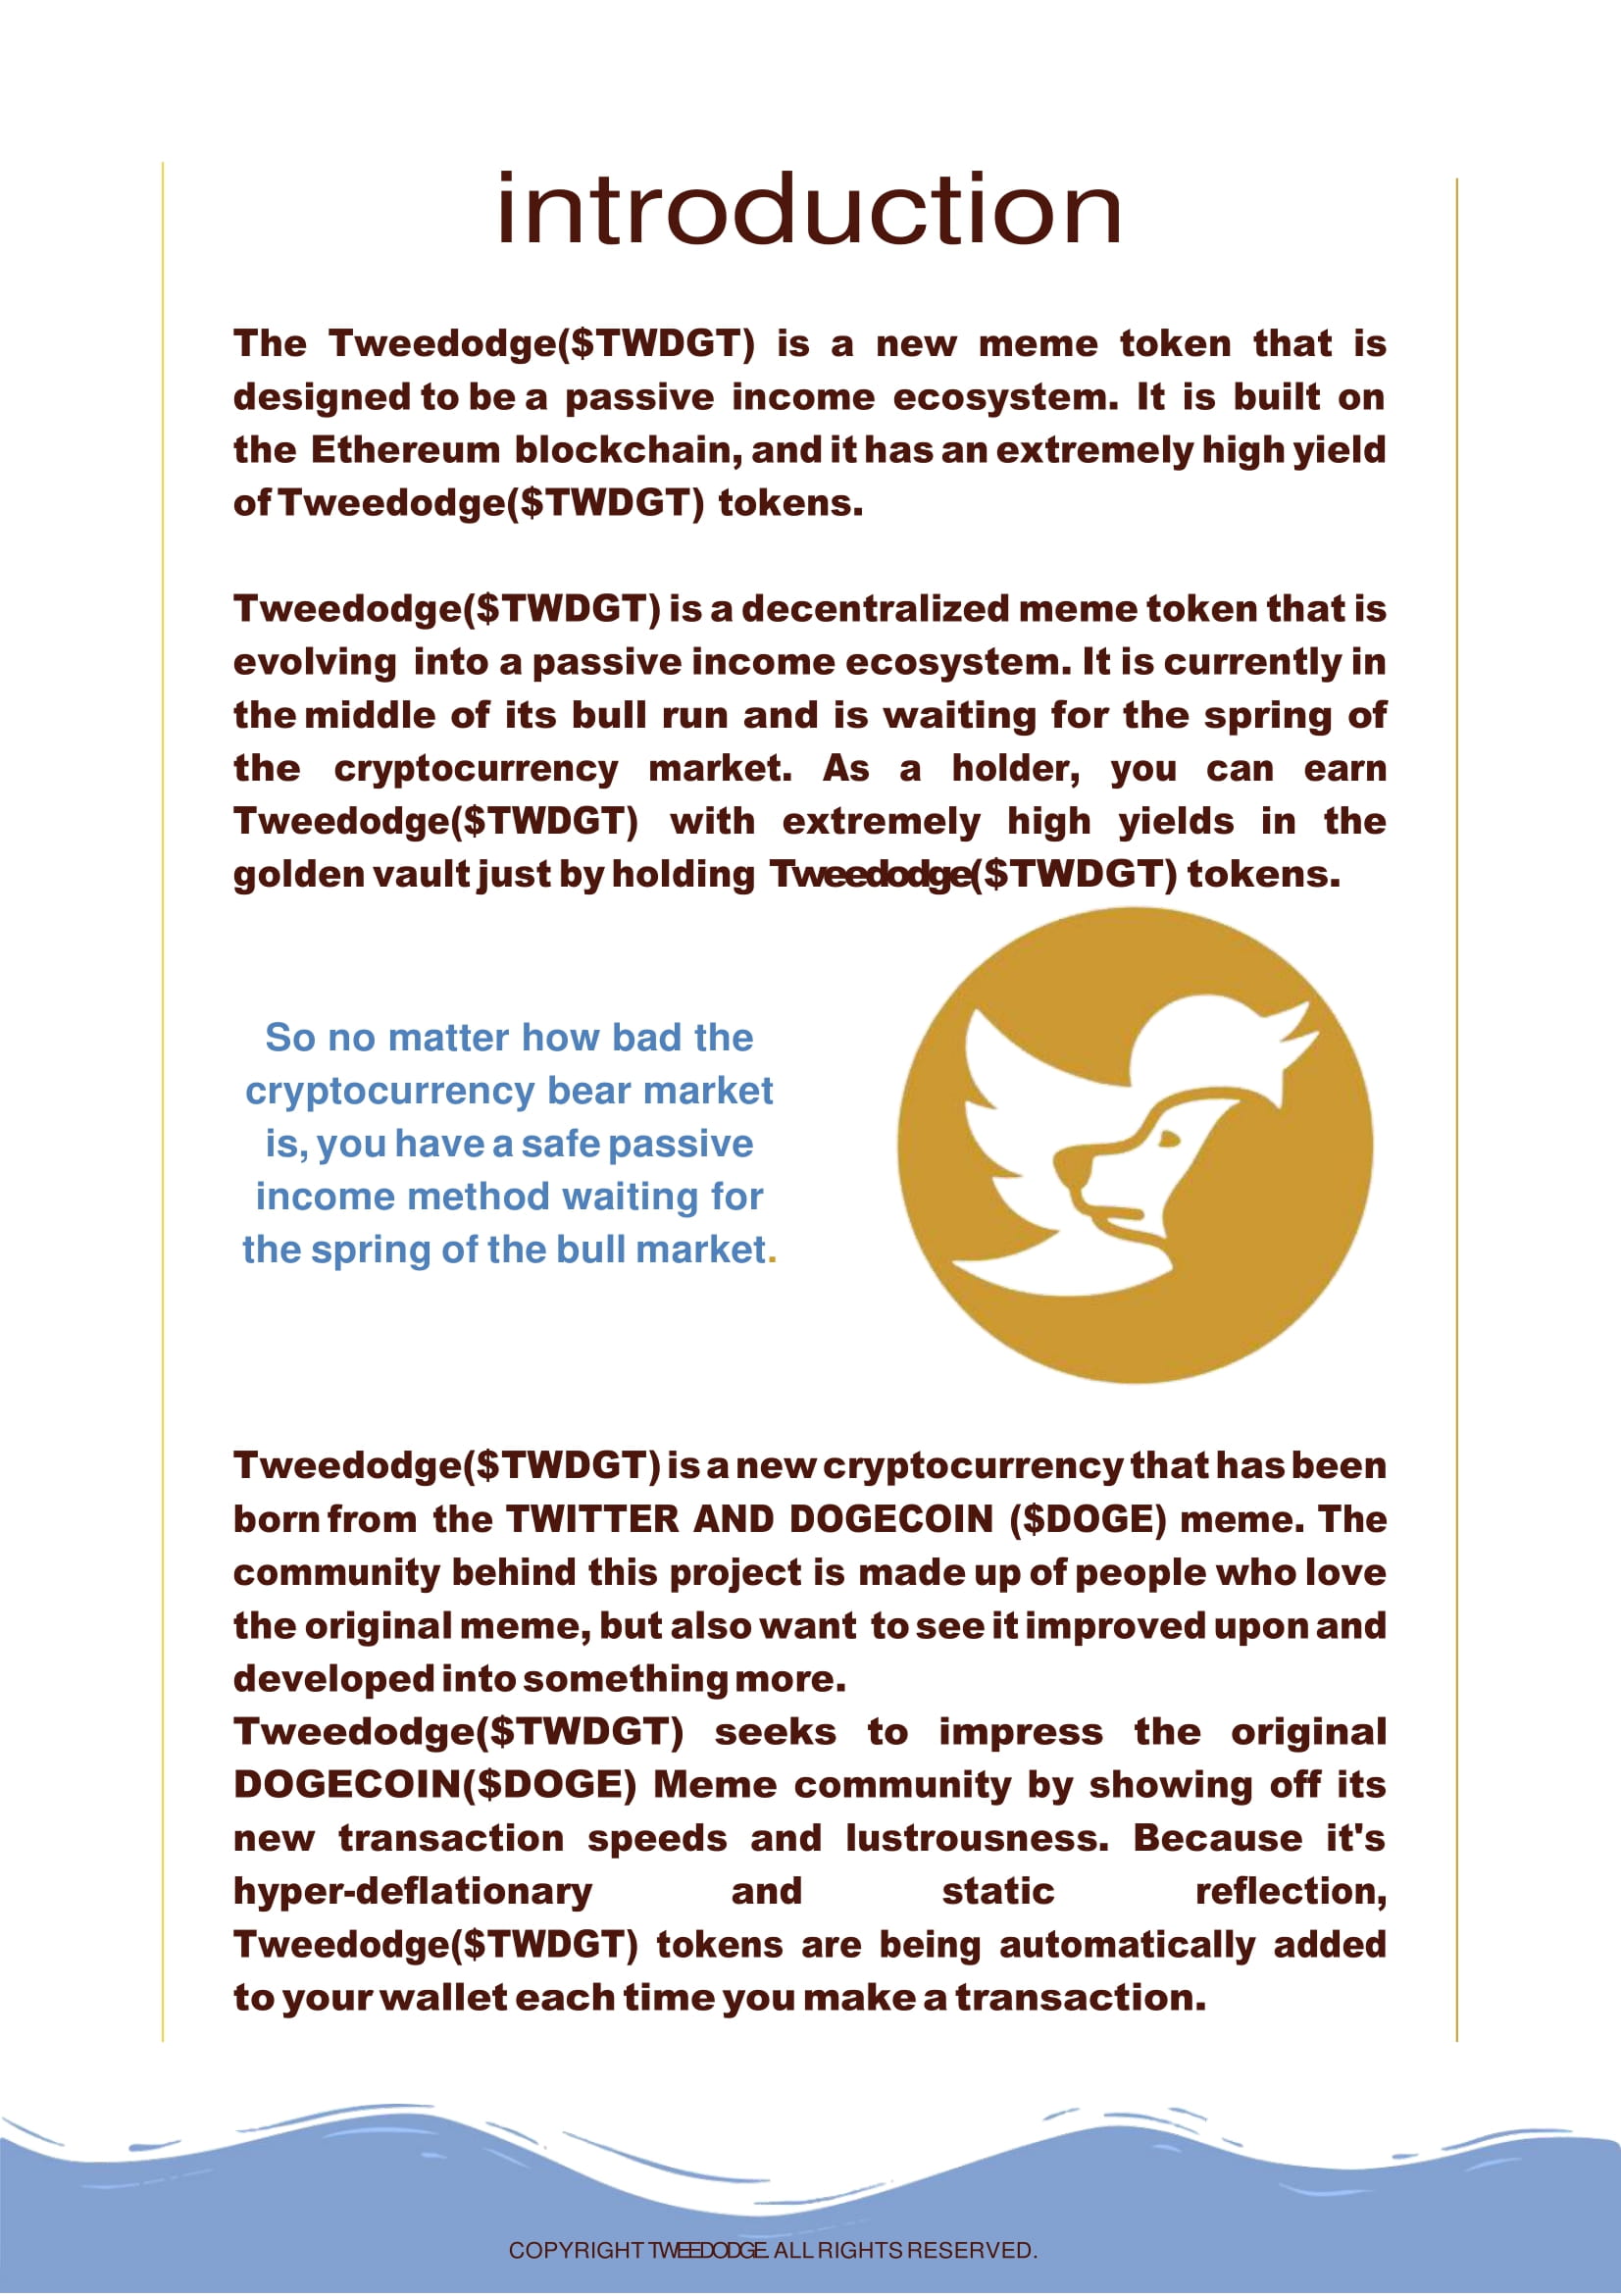 introduction
The Tweedodge($TWDGT) is a new meme token that is
designed to be a passive income ecosystem. It is built on
the Ethereum blockchain, and it has an extremely high yield
of Tweedodge($TWDGT) tokens.
Tweedodge($TWDGT) is a decentralized meme token that is
evolving into a passive income ecosystem. It is currently in
the middle of its bull run and is waiting for the spring of
the cryptocurrency market. As a holder, you can earn
Tweedodge($TWDGT) with extremely high yields in the
golden vault just by holding Tweedodge($TWDGT) tokens.
So no matter how bad the
cryptocurrency bear market
is, you have a safe passive
income method waiting for
the spring of the bull market.
Tweedodge($TWDGT) is a new cryptocurrency that has been
born from the TWITTER AND DOGECOIN ($DOGE) meme. The
community behind this project is made up of people who love
the original meme, but also want to see it improved upon and
developed into something more.
Tweedodge($TWDGT) seeks to impress the original
DOGECOIN($DOGE) Meme community by showing off its
new transaction speeds and lustrousness. Because it's
hyper-deflationary and static reflection,
Tweedodge($TWDGT) tokens are being automatically added
to your wallet each time you make a transaction.
COPYRIGHT TWEEDODGE. ALL RIGHTS RESERVED.